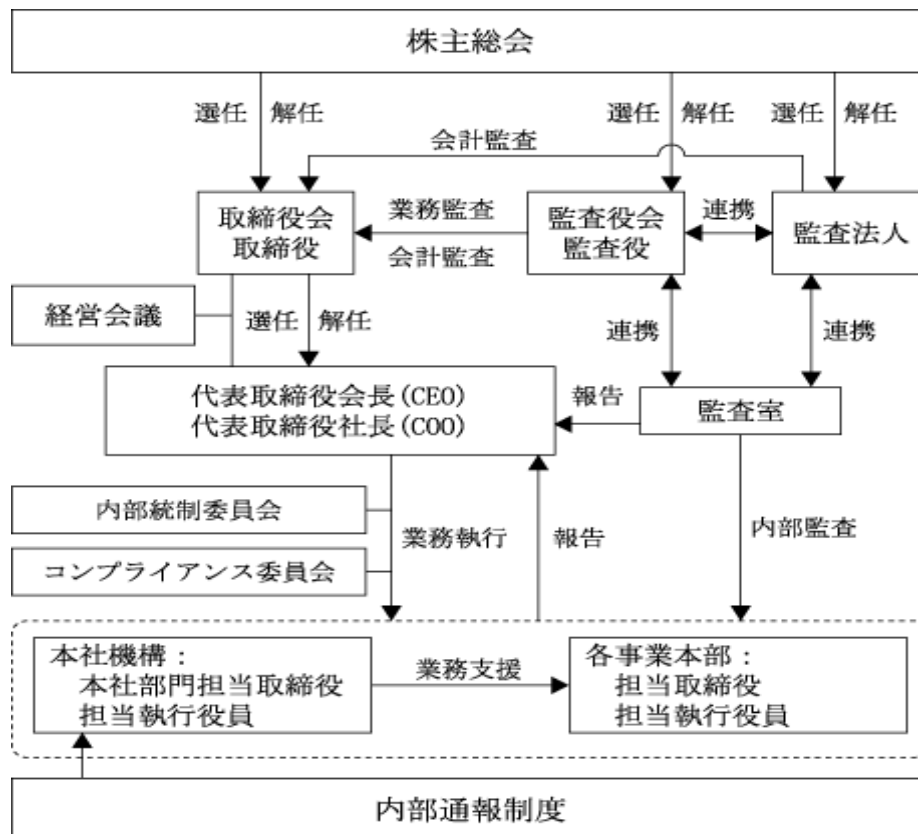 株主総会
選任 解任 選任 解任 選任 解任
会計監査
取締役会
取締役
業務監査
会計監査
監査役会
監査役
連携
監査法人
経営会議
選任 解任
連携
連携
代表取締役会長(CEO)
代表取締役社長(COO)
報告
監査室
内部統制委員会
コンプライアンス委員会
業務執行
報告
内部監査
本社機構:
本社部門担当取締役
担当執行役員
業務支援
各事業本部:
担当取締役
担当執行役員
内部通報制度